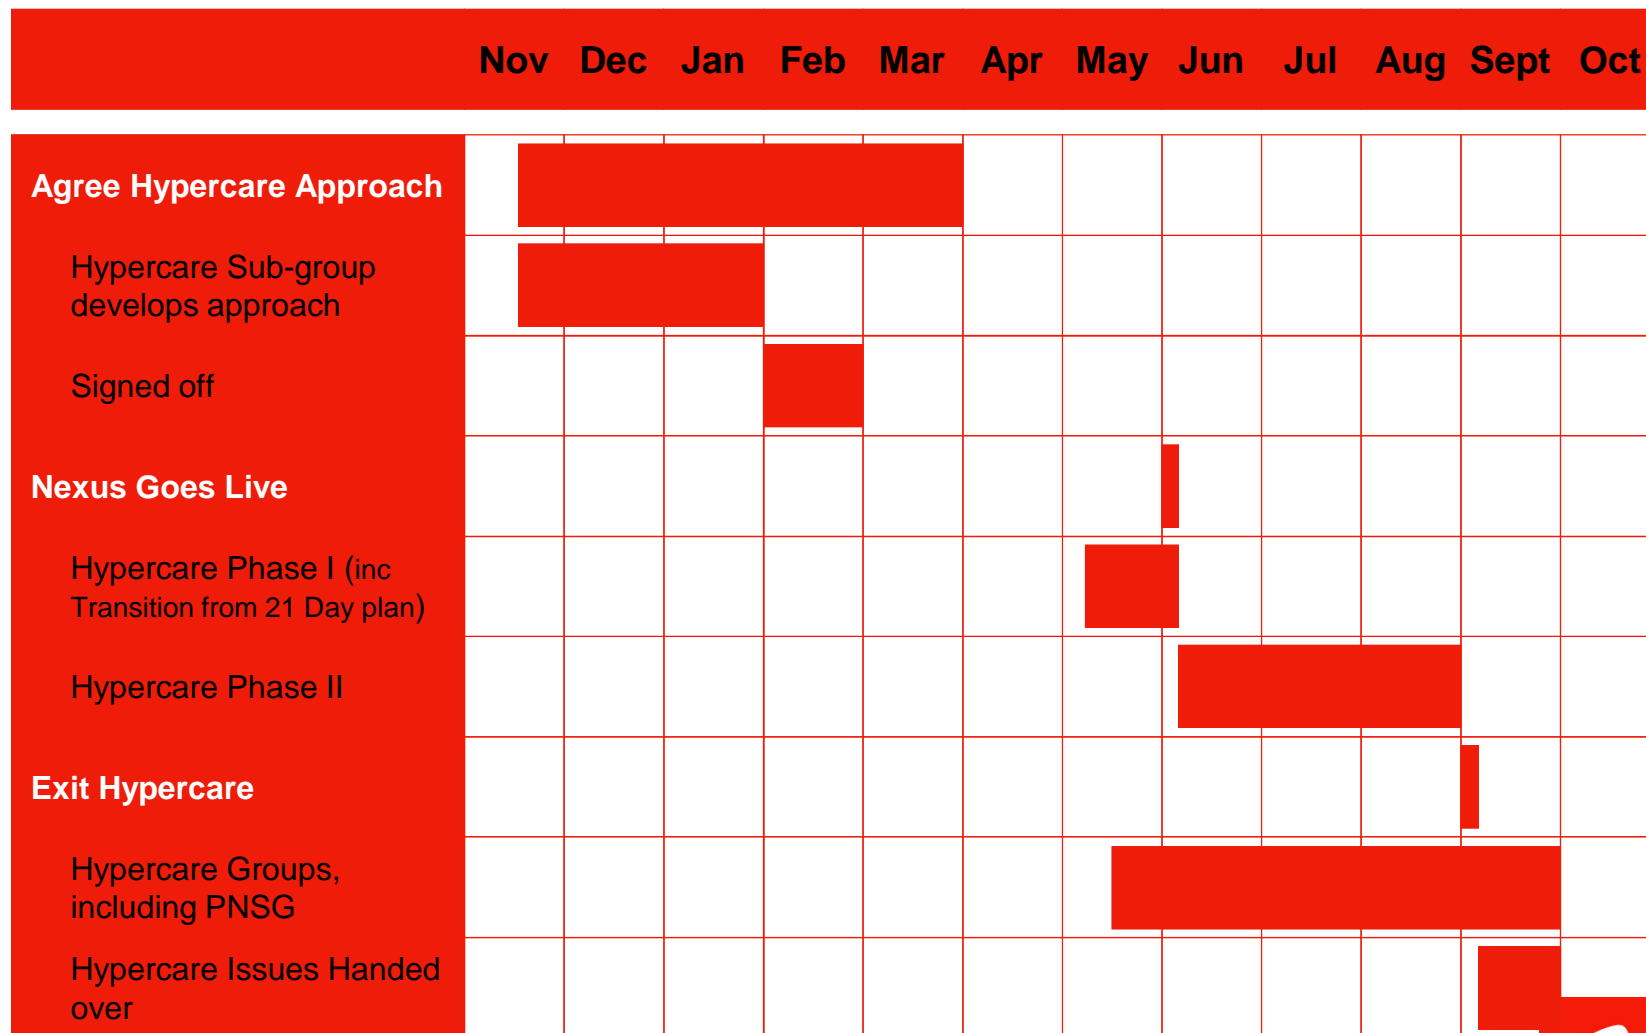 Nov Dec Jan Feb Mar Apr May Jun Jul Aug Sept Oct
Agree Hypercare Approach
Hypercare Sub-group
develops approach
Signed off
Nexus Goes Live
Hypercare Phase I (inc
Transition from 21 Day plan)
Hypercare Phase II
Exit Hypercare
Hypercare Groups,
including PNSG
Hypercare Issues Handed
over